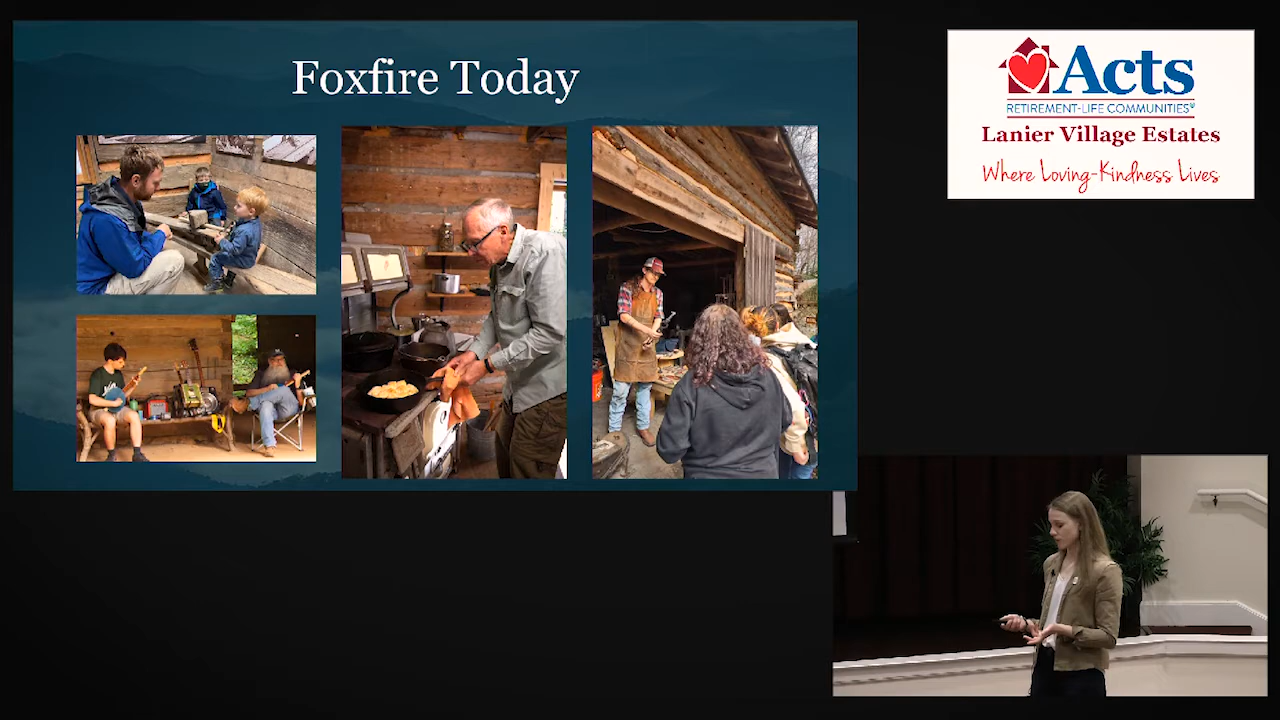 Foxfire Today
Acts
RETIREMENT-LIFE COMMUNITIES®
Lanier Village Estates
Where Loving-Kindness Lives